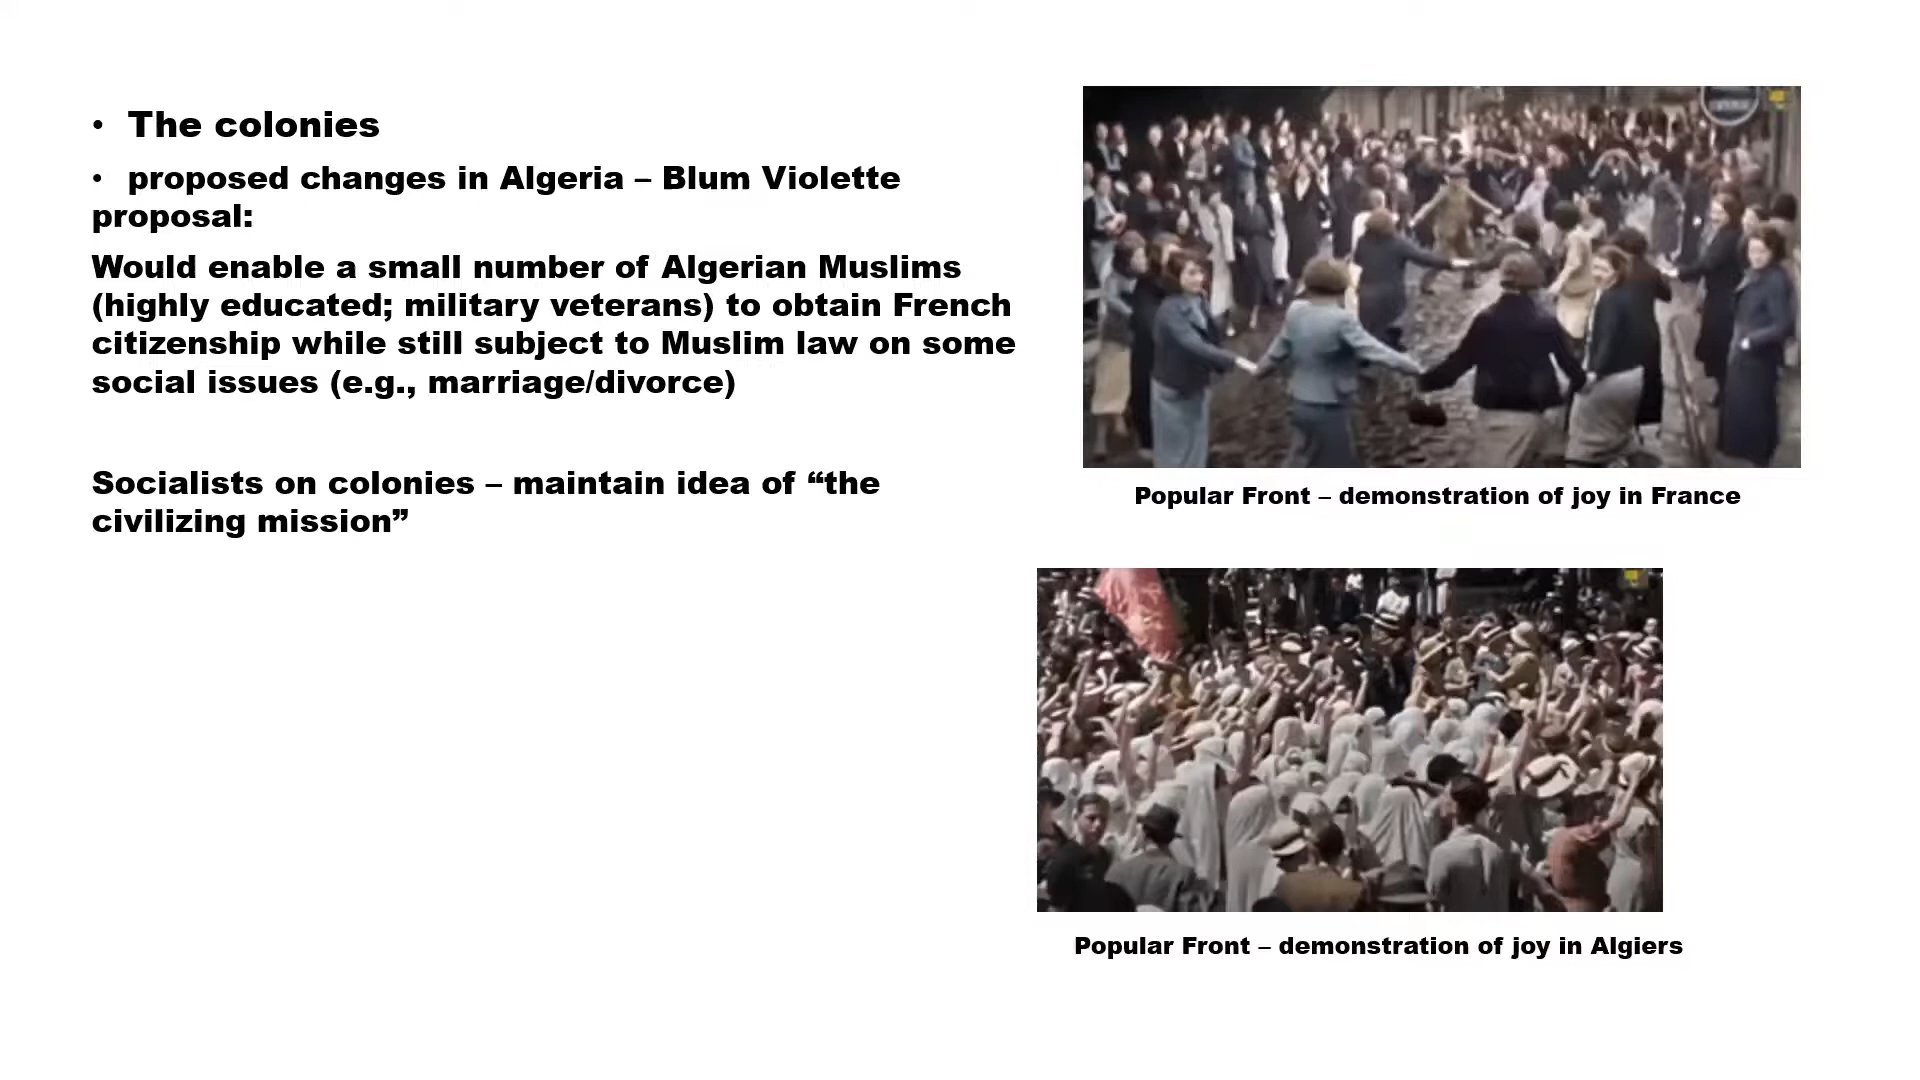 • The colonies
• proposed changes in Algeria – Blum Violette
proposal:
Would enable a small number of Algerian Muslims
(highly educated; military veterans) to obtain French
citizenship while still subject to Muslim law on some
social issues (e.g., marriage/divorce)
Socialists on colonies – maintain idea of “the
civilizing mission”
Popular Front – demonstration of joy in France
Popular Front – demonstration of joy in Algiers